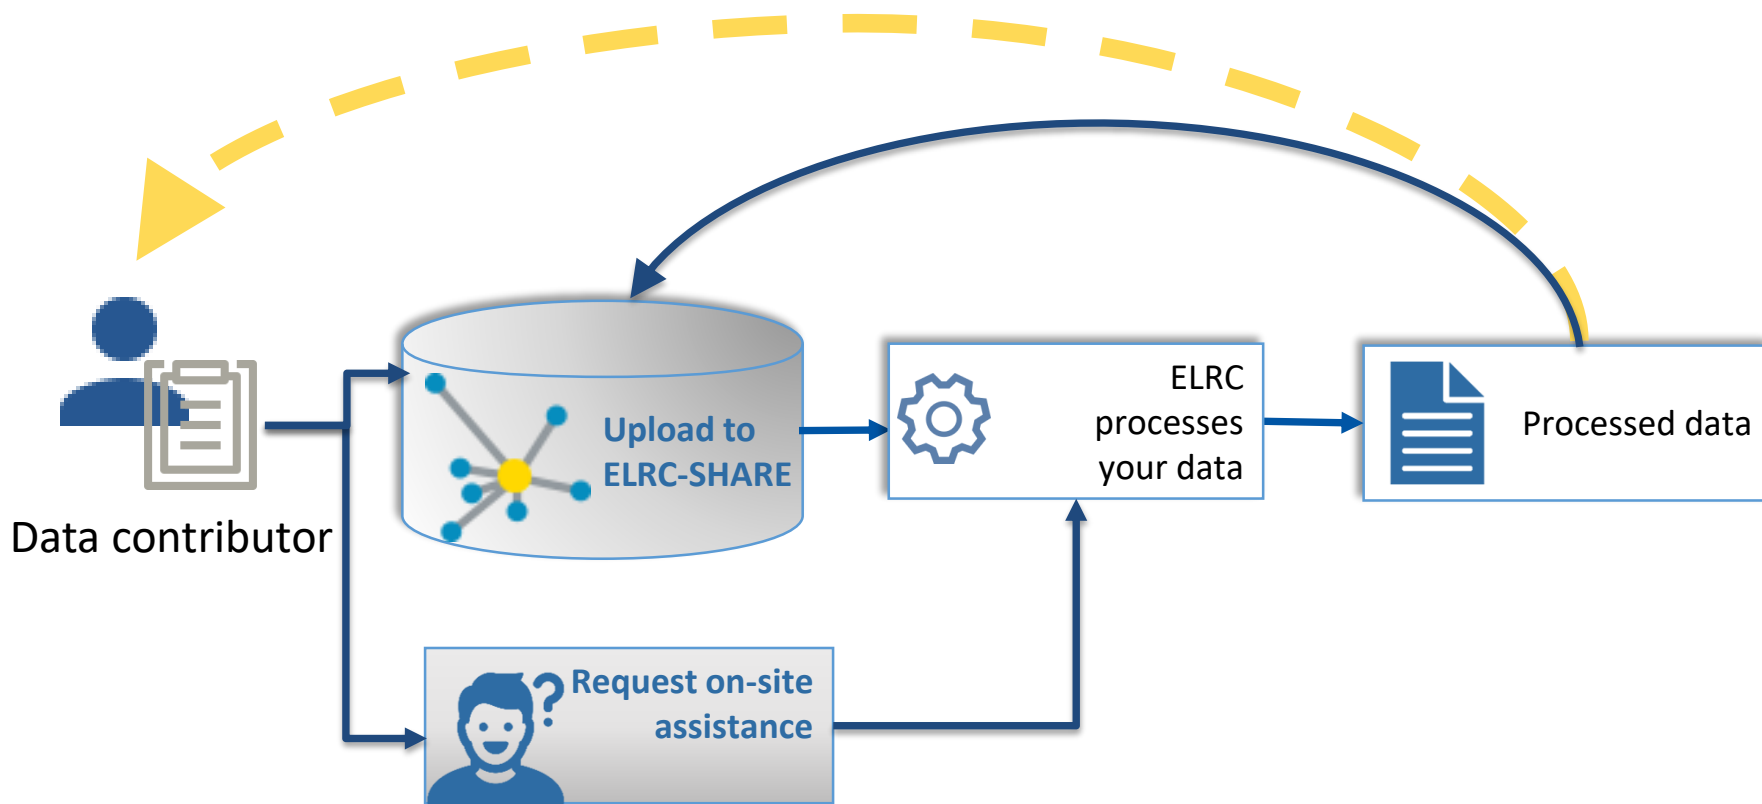 Data contributor
Upload to
ELRC-SHARE
Request on-site
assistance
ELRC
processes
your data
Processed data